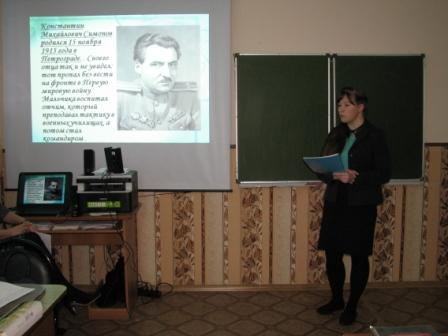 Константин
Михайлович Симонов
родился 15 ноября
1915 года в
Петрограде. Своего
отца так и не увидел:
тот пропал без вести
на фронте в Первую
мировую войну.
Мальчика воспитал
отчим, который
преподавал тактику в
военных училищах, а
потом стал
командиром